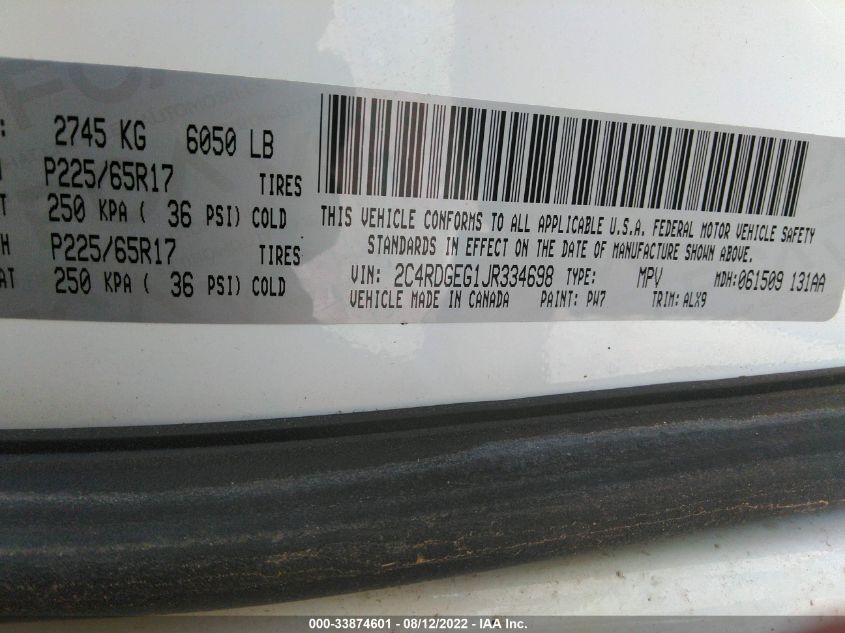 : 2745 KG 6050 LB
P225/65R17 TIRES
T 250 KPA ( 36 PSI) COLD
H P225/65R17 TIRES
AT 250 KPA ( 36 PSI) COLD
THIS VEHICLE CONFORMS TO ALL APPLICABLE U.S.A. FEDERAL MOTOR VEHICLE SAFETY
STANDARDS IN EFFECT ON THE DATE OF MANUFACTURE SHOWN ABOVE.
VIN: 2C4RDGEG1JR334698 TYPE: MPV MDH:061509 131AA
VEHICLE MADE IN CANADA PAINT: PW7 TRIM: ALX9
000-33874601 - 08/12/2022 - IAA Inc.